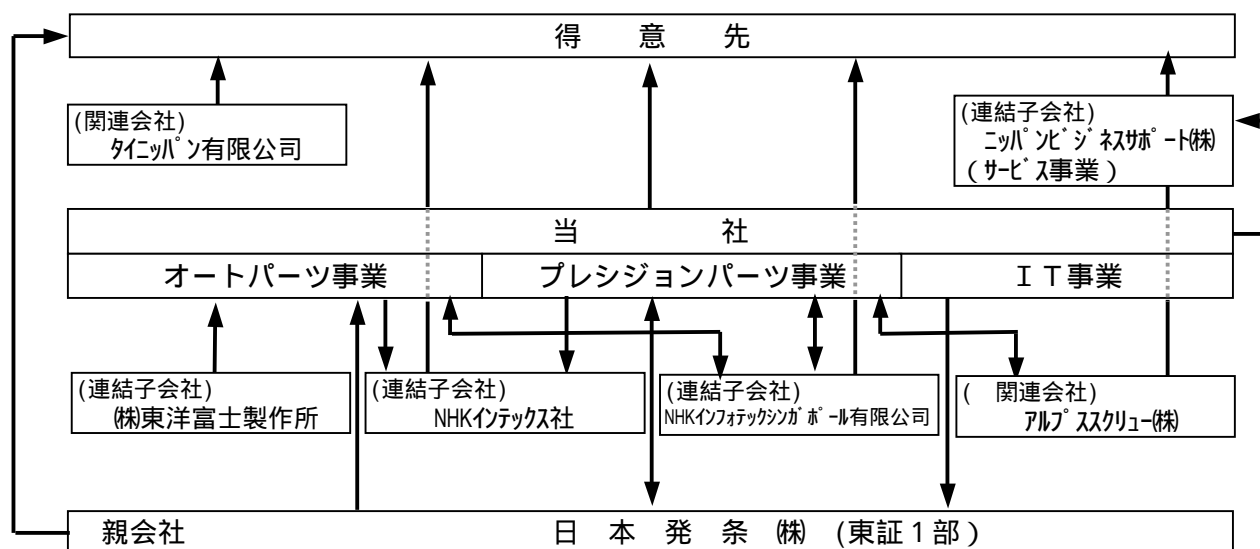 得 意 先
(関連会社)
ﾀｲﾆｯﾊﾟﾝ有限公司
(連結子会社)
ﾆｯﾊﾟﾝﾋﾞｼﾞﾈｽｻﾎﾟｰﾄ㈱
(ｻｰﾋﾞｽ事業)
当 社
オートパーツ事業
プレシジョンパーツ事業
ＩＴ事業
(連結子会社)
㈱東洋富士製作所
(連結子会社)
NHKｲﾝﾃｯｸｽ社
(連結子会社)
NHKｲﾝﾌｫﾃｯｸｼﾝｶﾞﾎﾟｰﾙ有限公司
( 関連会社)
ｱﾙﾌﾟｽｽｸﾘｭｰ㈱
親会社 日 本 発 条 ㈱ (東証１部)